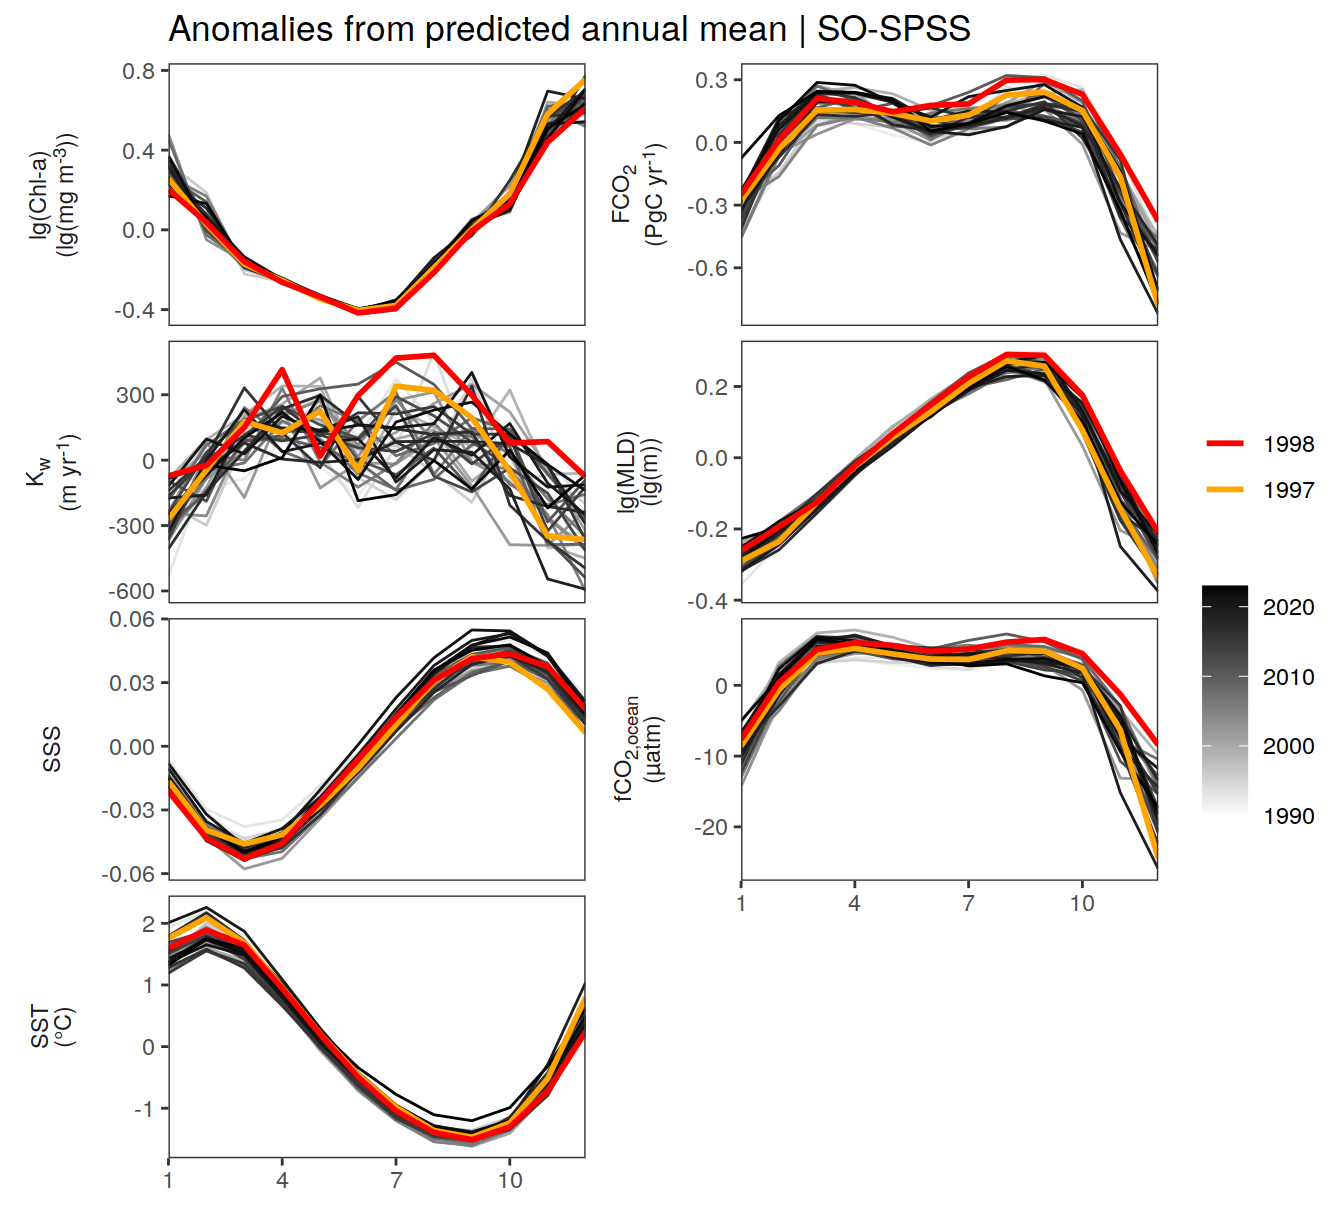 Anomalies from predicted annual mean | SO-SPSS
lg(Chl-a)
(lg(mg m⁻³))
0.8
0.4
0.0
-0.4
FCO₂
(PgC yr⁻¹)
0.3
0.0
-0.3
-0.6
K_w
(m yr⁻¹)
300
0
-300
-600
lg(MLD)
(lg(m))
0.2
0.0
-0.2
-0.4
SSS
0.06
0.03
0.00
-0.03
-0.06
fCO₂,ocean
(µatm)
0
-10
-20
1 4 7 10
SST
(°C)
2
1
0
-1
1 4 7 10
1998
1997
2020
2010
2000
1990